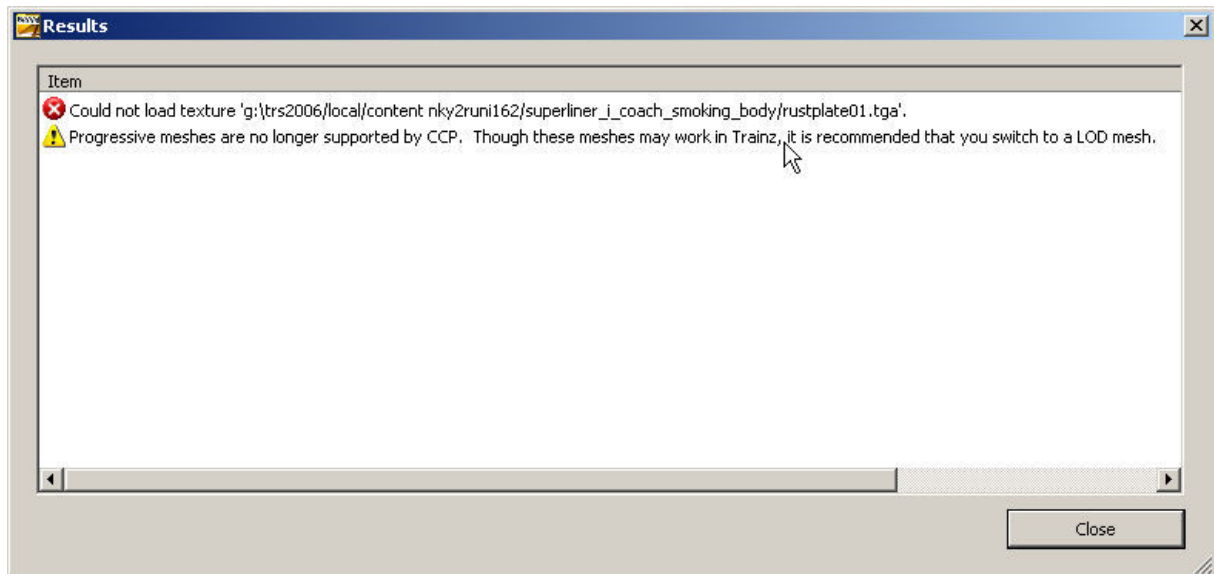 Results
Item
Could not load texture 'g:\trs2006/local/content nky2runi162/superliner_i_coach_smoking_body/rustplate01.tga'.
Progressive meshes are no longer supported by CCP.  Though these meshes may work in Trainz, it is recommended that you switch to a LOD mesh.
Close